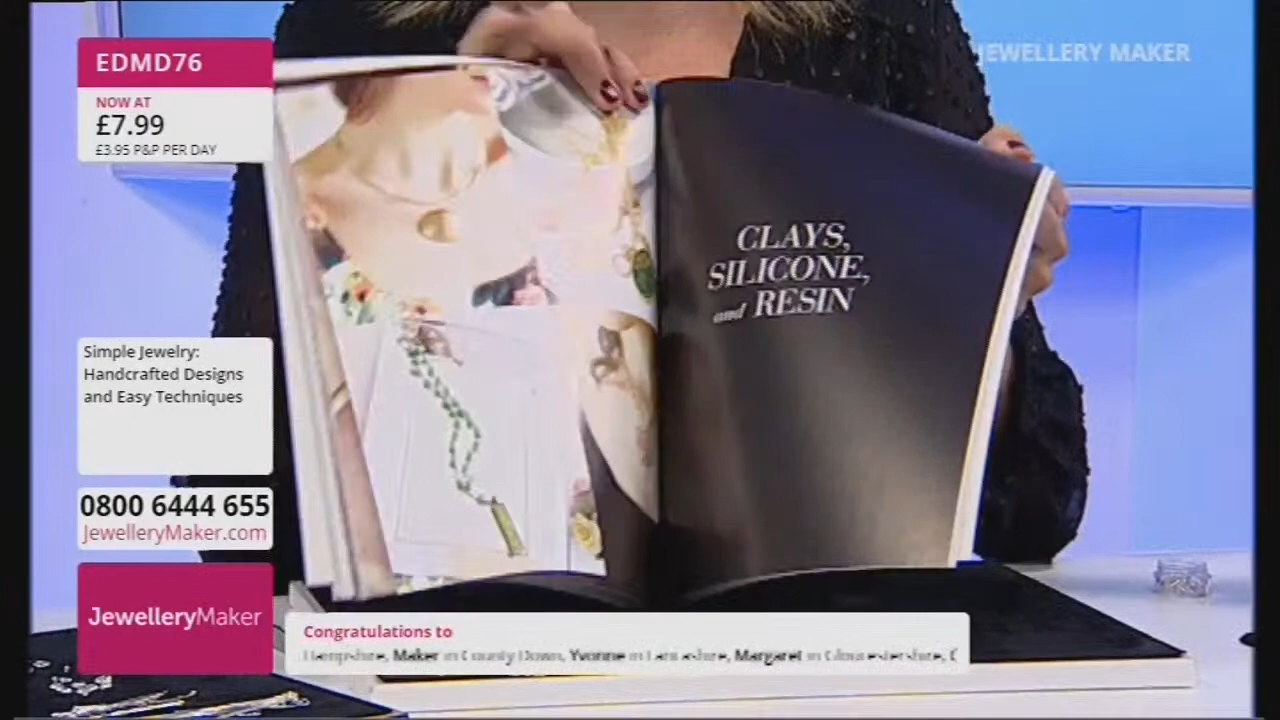 EDMD76
NOW AT
£7.99
£3.95 P&P PER DAY
JEWELLERY MAKER
CLAYS,
SILICONE,
and RESIN
Simple Jewelry:
Handcrafted Designs
and Easy Techniques
0800 6444 655
JewelleryMaker.com
JewelleryMaker
Congratulations to
Hampshire, Maker in County Down, Yvonne in Lancashire, Margaret in Gloucestershire,